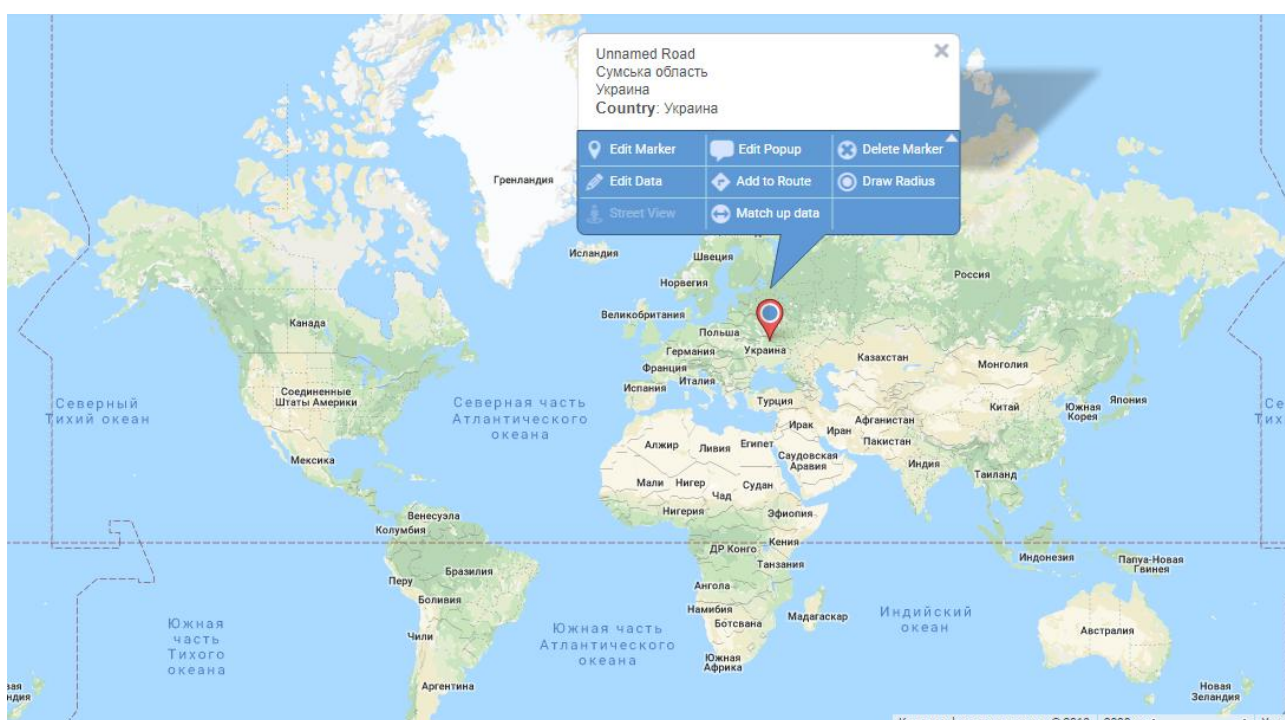 Unnamed Road
Сумська область
Украина
Country: Украина
Edit Marker
Edit Popup
Delete Marker
Edit Data
Add to Route
Draw Radius
Street View
Match up data
Гренландия
Исландия
Швеция
Норвегия
Россия
Великобритания
Канада
Польша
Германия
Украина
Казахстан
Монголия
Франция
Испания
Италия
Соединенные
Штаты Америки
Турция
Северный
Тихий океан
Северная часть
Атлантического
океана
Китай
Южная
Корея
Япония
Ирак
Иран
Афганистан
Пакистан
Алжир
Ливия
Египет
Саудовская
Аравия
Мексика
Индия
Таиланд
Мали
Нигер
Чад
Судан
Нигерия
Эфиопия
Венесуэла
Колумбия
ДР Конго
Кения
Танзания
Индонезия
Папуа-Новая
Гвинея
Перу
Бразилия
Ангола
Боливия
Намибия
Ботсвана
Мадагаскар
Индийский
океан
Южная
часть
Тихого
океана
Чили
Южная часть
Атлантического
океана
Австралия
Южная
Африка
Аргентина
Новая
Зеландия